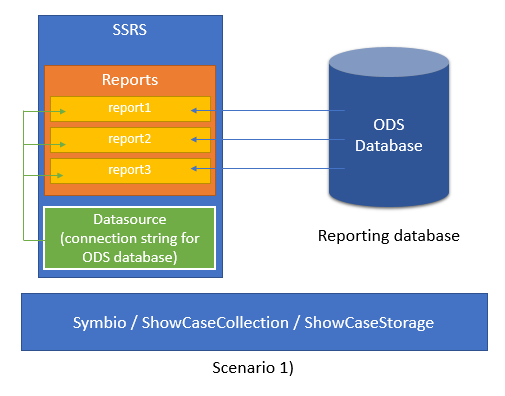 SSRS
Reports
report1
report2
report3
Datasource
(connection string for
ODS database)
ODS
Database
Reporting database
Symbio / ShowCaseCollection / ShowCaseStorage
Scenario 1)